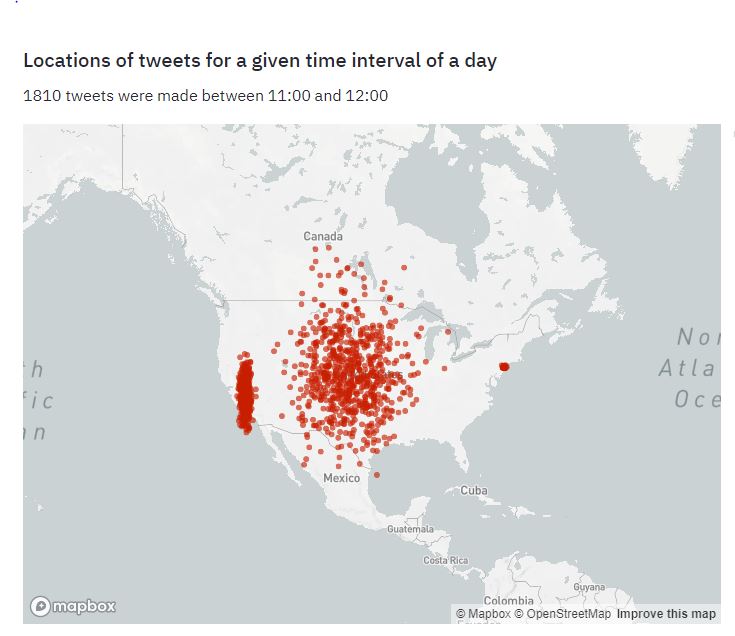 Locations of tweets for a given time interval of a day
1810 tweets were made between 11:00 and 12:00
Canada
Nor
Atla
Oce
th
fic
an
Mexico
Cuba
Guatemala
Costa Rica
Guyana
Colombia
mapbox
© Mapbox © OpenStreetMap Improve this map